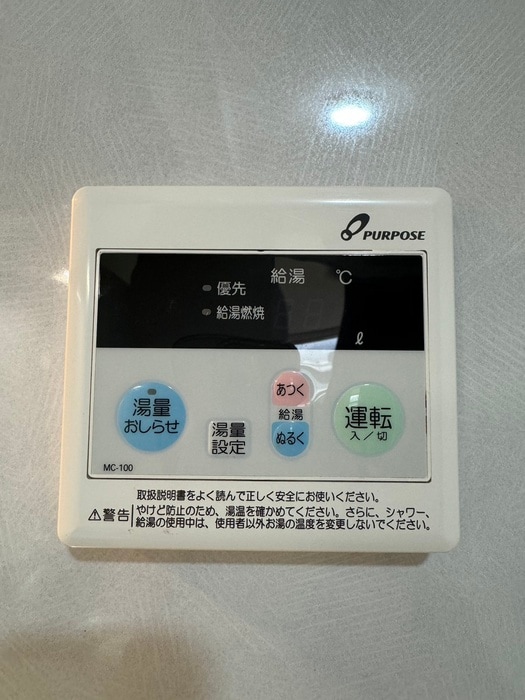 PURPOSE
給湯 ℃
優先
給湯燃焼
ℓ
湯量
おしらせ
湯量
設定
あつく
給湯
ぬるく
運転
入／切
MC-100
取扱説明書をよく読んで正しく安全にお使いください。
⚠警告
やけど防止のため、湯温を確かめてください。さらに、シャワー、
給湯の使用中は、使用者以外お湯の温度を変更しないでください。